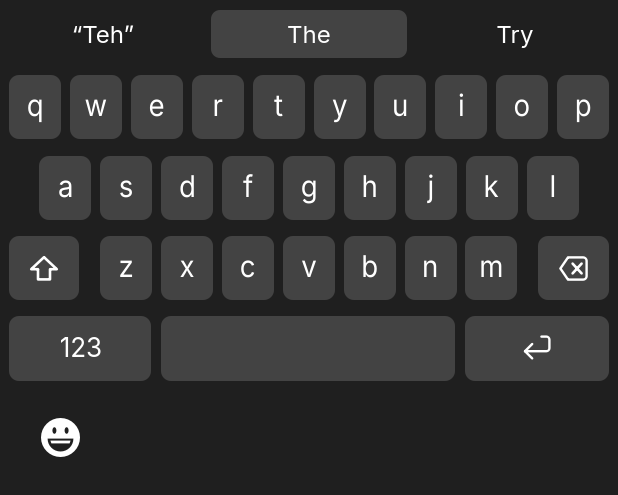 “Teh” The Try
q w e r t y u i o p
a s d f g h j k l
z x c v b n m
123